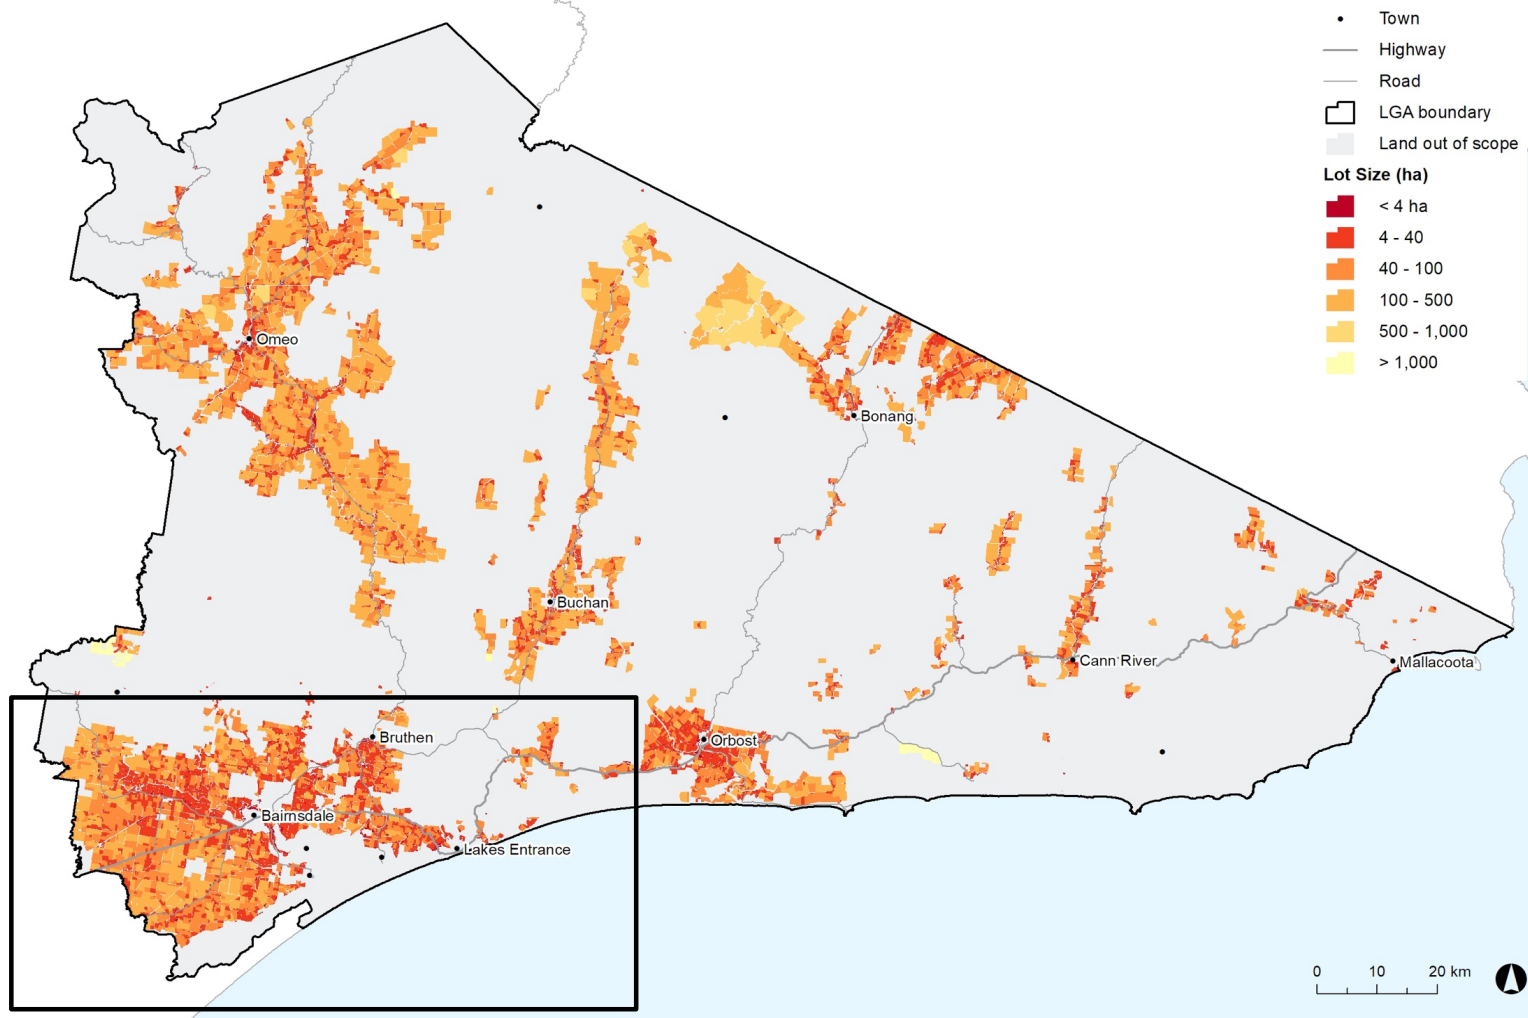 Town
Highway
Road
LGA boundary
Land out of scope
Lot Size (ha)
< 4 ha
4 - 40
40 - 100
100 - 500
500 - 1,000
> 1,000
Omeo
Bonang
Buchan
Cann River
Mallacoota
Bruthen
Orbost
Bairnsdale
Lakes Entrance
0 10 20 km